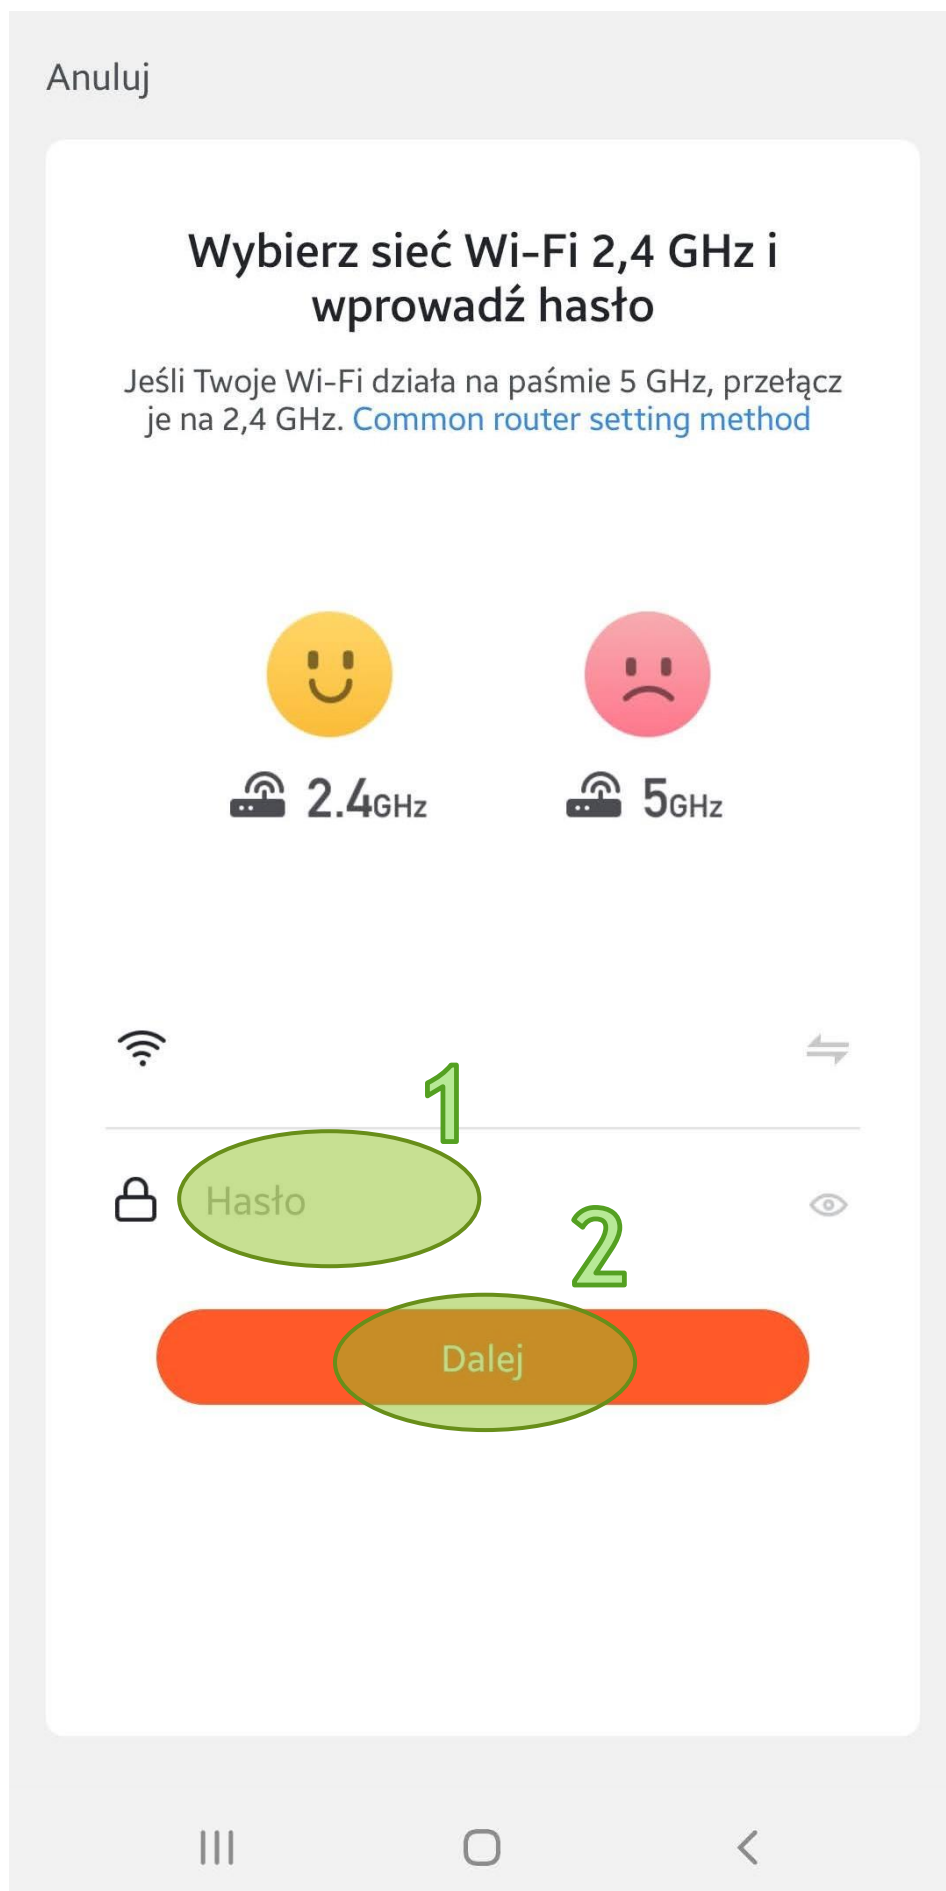 Anuluj
Wybierz sieć Wi-Fi 2,4 GHz i
wprowadź hasło
Jeśli Twoje Wi-Fi działa na paśmie 5 GHz, przełącz
je na 2,4 GHz. Common router setting method
2.4GHz 5GHz
1
Hasło
2
Dalej